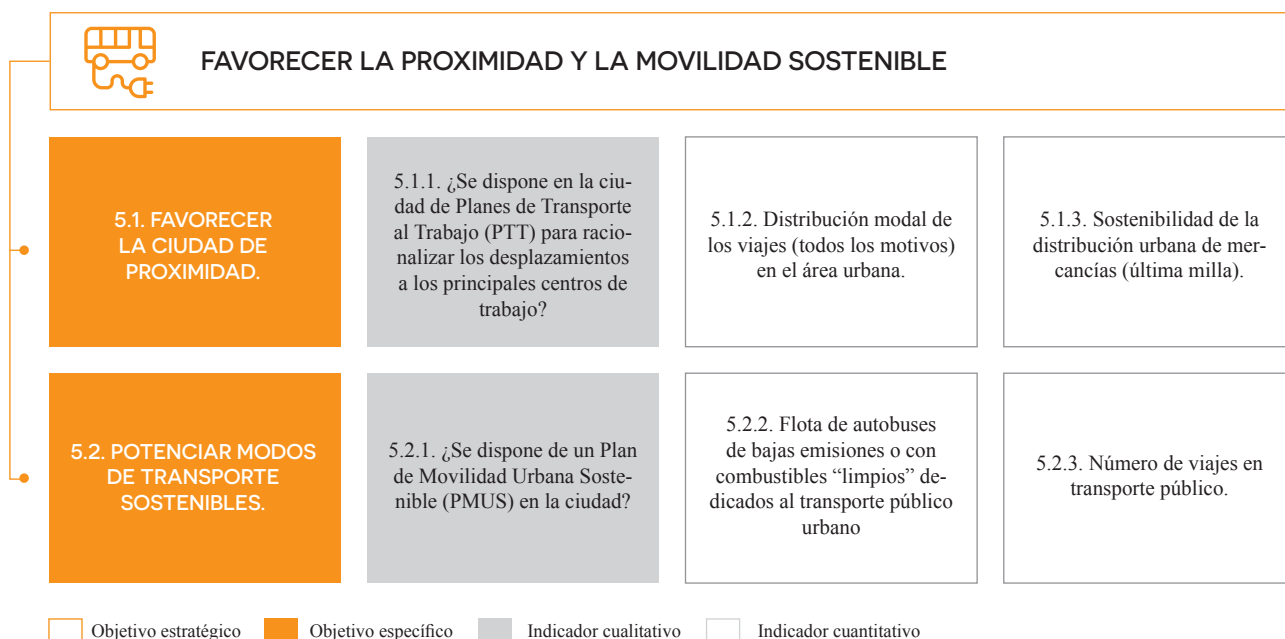 FAVORECER LA PROXIMIDAD Y LA MOVILIDAD SOSTENIBLE
5.1. FAVORECER
LA CIUDAD DE
PROXIMIDAD.
5.1.1. ¿Se dispone en la ciu-
dad de Planes de Transporte
al Trabajo (PTT) para racio-
nalizar los desplazamientos
a los principales centros de
trabajo?
5.1.2. Distribución modal de
los viajes (todos los motivos)
en el área urbana.
5.1.3. Sostenibilidad de la
distribución urbana de mer-
cancías (última milla).
5.2. POTENCIAR MODOS
DE TRANSPORTE
SOSTENIBLES.
5.2.1. ¿Se dispone de un Plan
de Movilidad Urbana Soste-
nible (PMUS) en la ciudad?
5.2.2. Flota de autobuses
de bajas emisiones o con
combustibles “limpios” de-
dicados al transporte público
urbano
5.2.3. Número de viajes en
transporte público.
Objetivo estratégico
Objetivo específico
Indicador cualitativo
Indicador cuantitativo